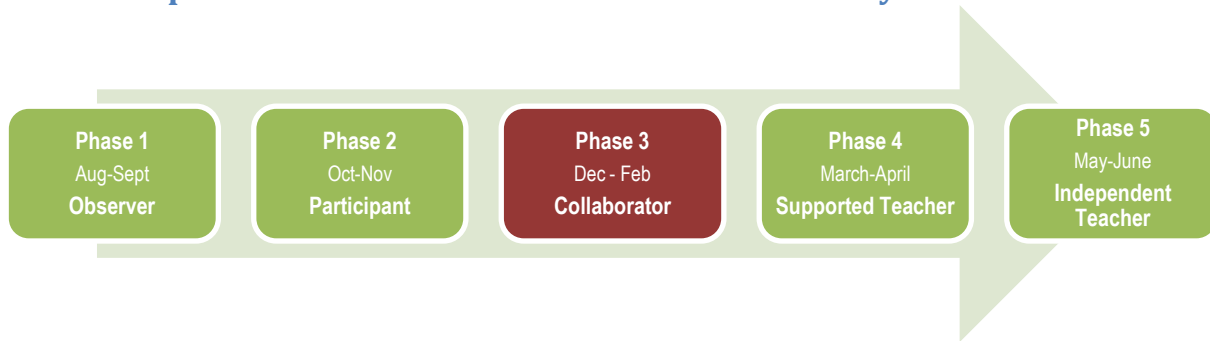 Phase 1
Aug-Sept
Observer
Phase 2
Oct-Nov
Participant
Phase 3
Dec - Feb
Collaborator
Phase 4
March-April
Supported Teacher
Phase 5
May-June
Independent
Teacher